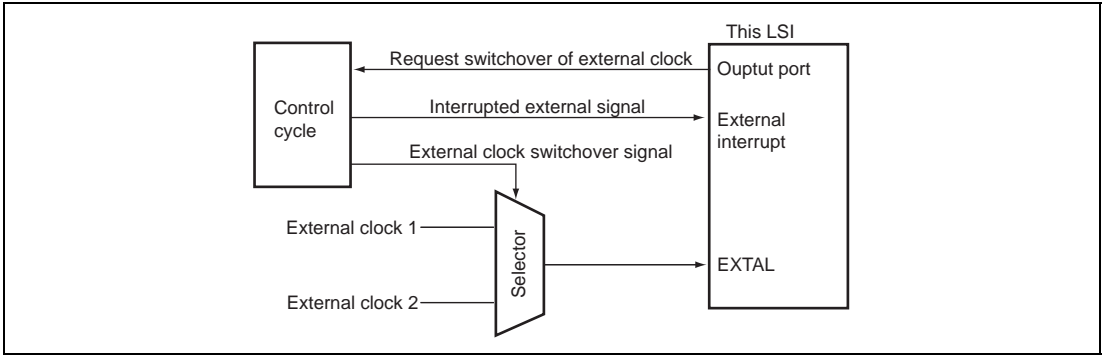 This LSI
Request switchover of external clock
Ouptut port
Control
cycle
Interrupted external signal
External
interrupt
External clock switchover signal
External clock 1
Selector
EXTAL
External clock 2